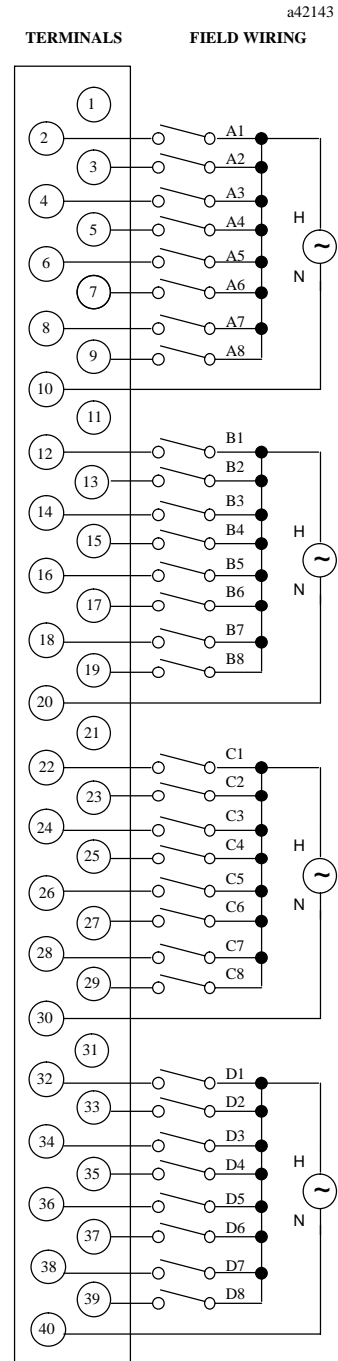 a42143
TERMINALS FIELD WIRING
1
2 A1
3 A2
4 A3
H
5 A4
~
6 A5
N
7 A6
8 A7
9 A8
10
11
12 B1
13 B2
14 B3
H
15 B4
~
16 B5
N
17 B6
18 B7
19 B8
20
21
22 C1
23 C2
24 C3
H
25 C4
~
26 C5
N
27 C6
28 C7
29 C8
30
31
32 D1
33 D2
34 D3
H
35 D4
~
36 D5
N
37 D6
38 D7
39 D8
40